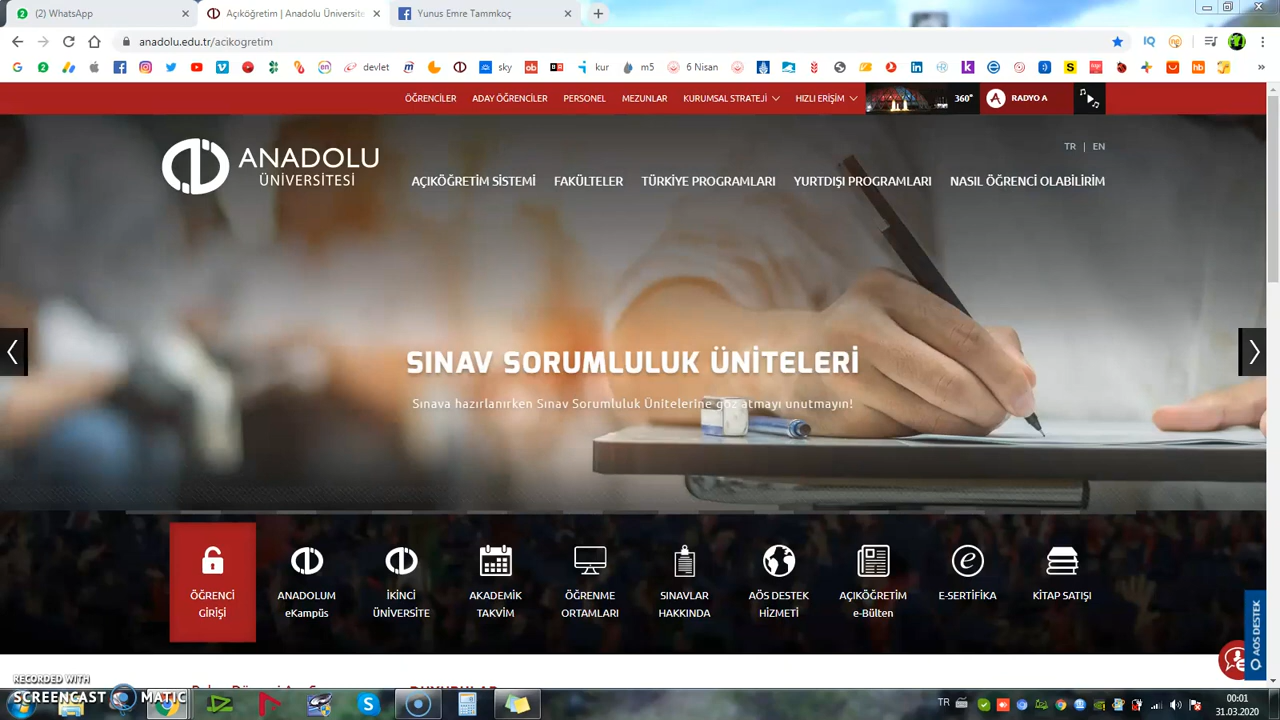 (2) WhatsApp
Açıköğretim | Anadolu Üniversite
Yunus Emre Tammkoç
anadolu.edu.tr/acikogretim
devlet
sky
kur
m5
6 Nisan
ÖĞRENCİLER
ADAY ÖĞRENCİLER
PERSONEL
MEZUNLAR
KURUMSAL STRATEJİ
HIZLI ERİŞİM
360°
RADYO A
TR | EN
ANADOLU
ÜNİVERSİTESİ
AÇIKÖĞRETİM SİSTEMİ
FAKÜLTELER
TÜRKİYE PROGRAMLARI
YURTDIŞI PROGRAMLARI
NASIL ÖĞRENCİ OLABİLİRİM
SINAV SORUMLULUK ÜNİTELERİ
Sınava hazırlanırken Sınav Sorumluluk Ünitelerine göz atmayı unutmayın!
ÖĞRENCİ
GİRİŞİ
ANADOLUM
eKampüs
İKİNCİ
ÜNİVERSİTE
AKADEMİK
TAKVİM
ÖĞRENME
ORTAMLARI
SINAVLAR
HAKKINDA
AÖS DESTEK
HİZMETİ
AÇIKÖĞRETİM
e-Bülten
E-SERTİFİKA
KİTAP SATIŞI
AÖS DESTEK
RECORDED WITH
SCREENCAST MATIC
TR
00:01
31.03.2020